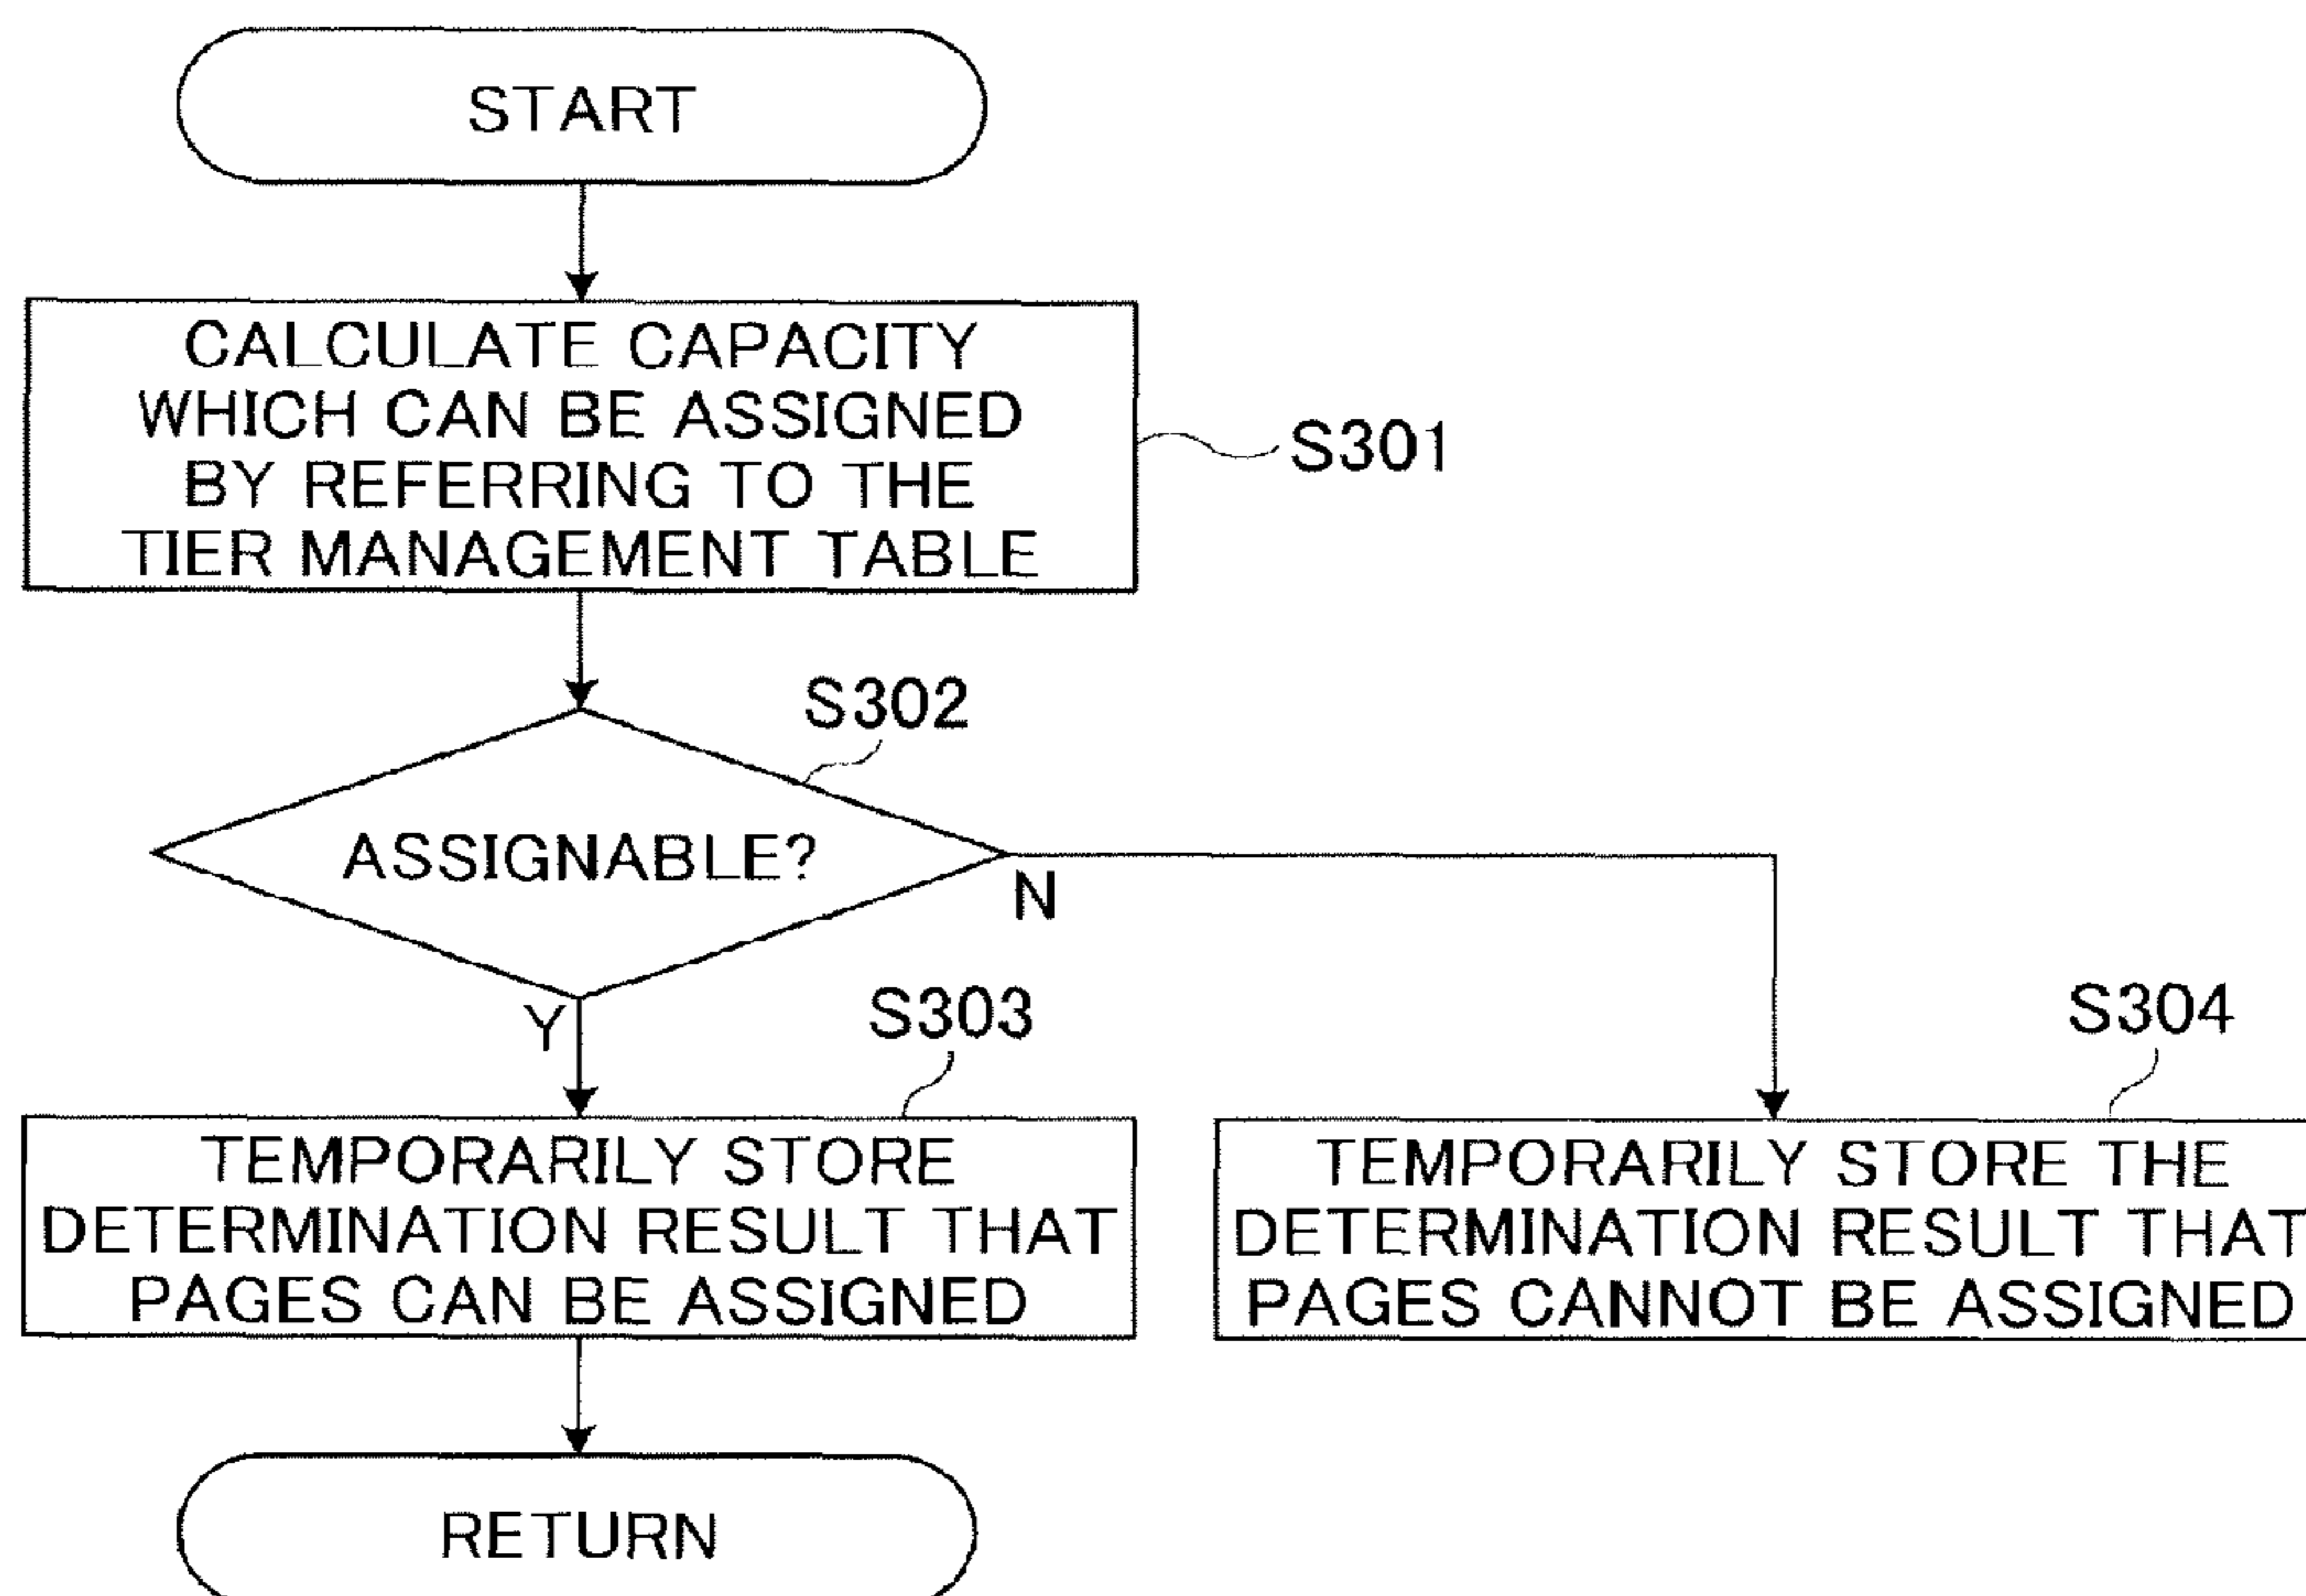 START
CALCULATE CAPACITY
WHICH CAN BE ASSIGNED
BY REFERRING TO THE
TIER MANAGEMENT TABLE
S301
S302
ASSIGNABLE?
N
Y
S303
TEMPORARILY STORE
DETERMINATION RESULT THAT
PAGES CAN BE ASSIGNED
S304
TEMPORARILY STORE THE
DETERMINATION RESULT THAT
PAGES CANNOT BE ASSIGNED
RETURN